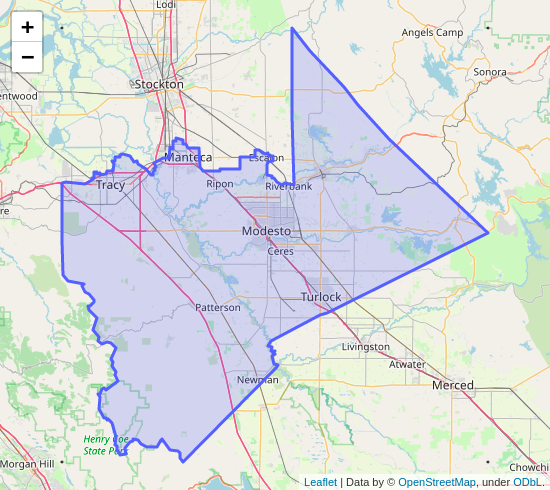 Lodi
+
−
Angels Camp
Sonora
Stockton
entwood
Manteca
Escalon
Tracy
Ripon
Riverbank
re
Modesto
Ceres
Turlock
Patterson
Livingston
Atwater
Newman
Merced
Henry Coe
State Park
Morgan Hill
Chowchi
Leaflet | Data by © OpenStreetMap, under ODbL.